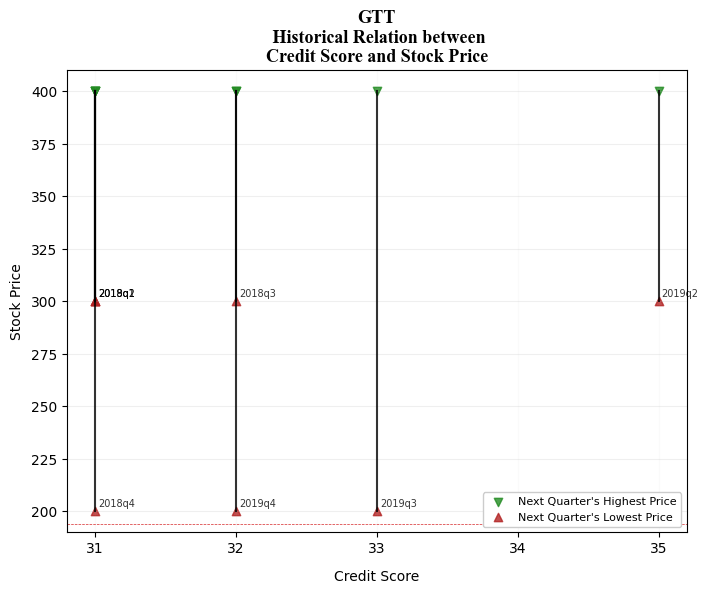 GTT
Historical Relation between
Credit Score and Stock Price
Stock Price
400
375
350
325
300
275
250
225
200
2018q3
2019q2
2018q4
2019q4
2019q3
Next Quarter's Highest Price
Next Quarter's Lowest Price
31
32
33
34
35
Credit Score